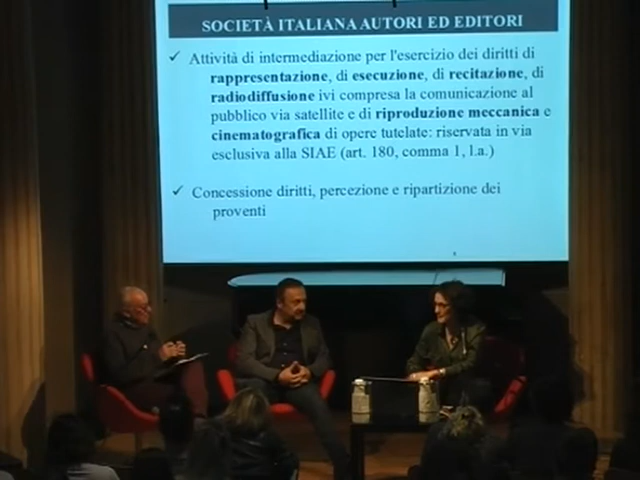 SOCIETÀ ITALIANA AUTORI ED EDITORI
✓ Attività di intermediazione per l'esercizio dei diritti di
rappresentazione, di esecuzione, di recitazione, di
radiodiffusione ivi compresa la comunicazione al
pubblico via satellite e di riproduzione meccanica e
cinematografica di opere tutelate: riservata in via
esclusiva alla SIAE (art. 180, comma 1, l.a.)
✓ Concessione diritti, percezione e ripartizione dei
proventi